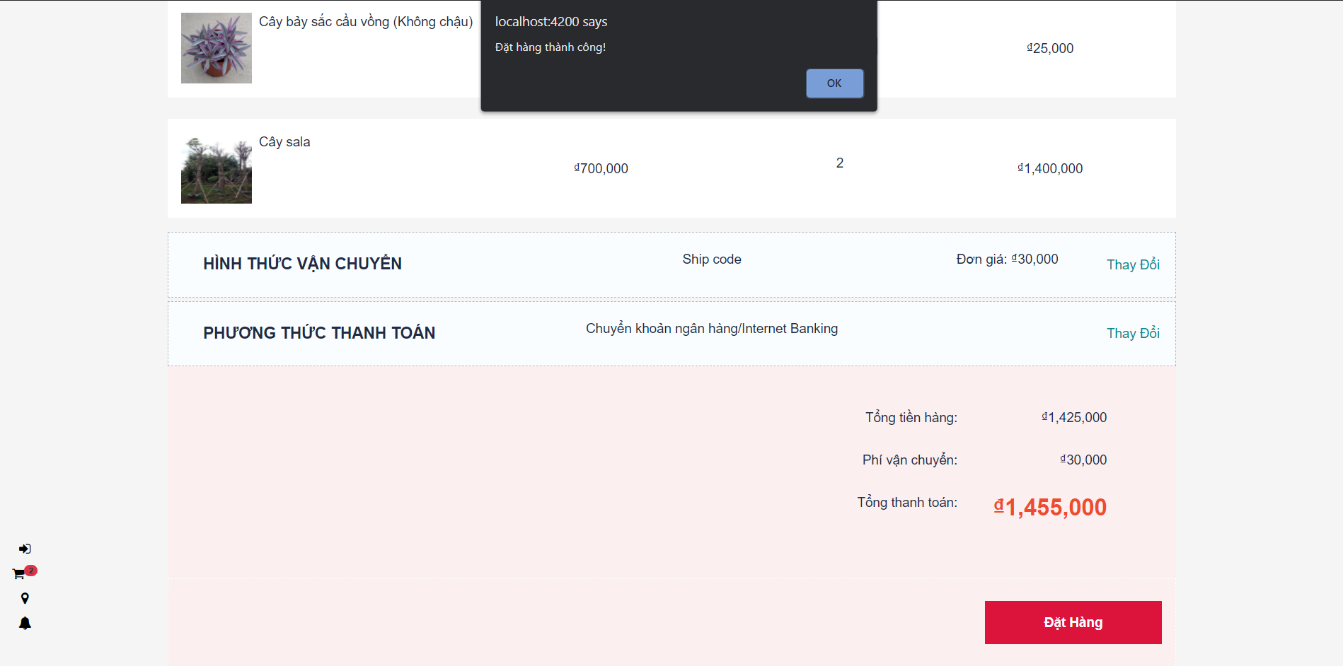 localhost:4200 says
Đặt hàng thành công!
OK
Cây bảy sắc cầu vồng (Không chậu)
₫25,000
Cây sala
₫700,000
2
₫1,400,000
HÌNH THỨC VẬN CHUYỂN
Ship code
Đơn giá: ₫30,000
Thay Đổi
PHƯƠNG THỨC THANH TOÁN
Chuyển khoản ngân hàng/Internet Banking
Thay Đổi
Tổng tiền hàng: ₫1,425,000
Phí vận chuyển: ₫30,000
Tổng thanh toán: ₫1,455,000
2
Đặt Hàng